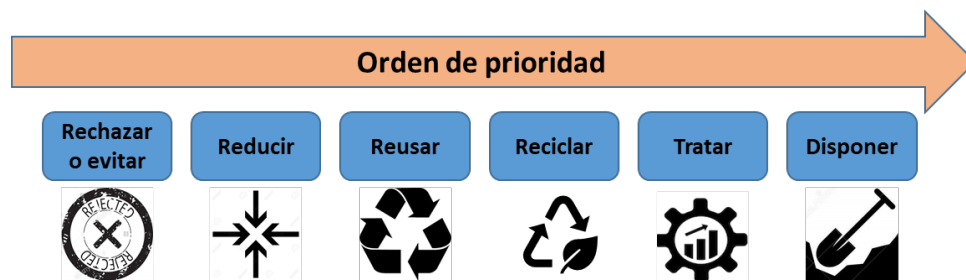 Orden de prioridad
Rechazar
o evitar
Reducir
Reusar
Reciclar
Tratar
Disponer
REJECTED
REJECTED